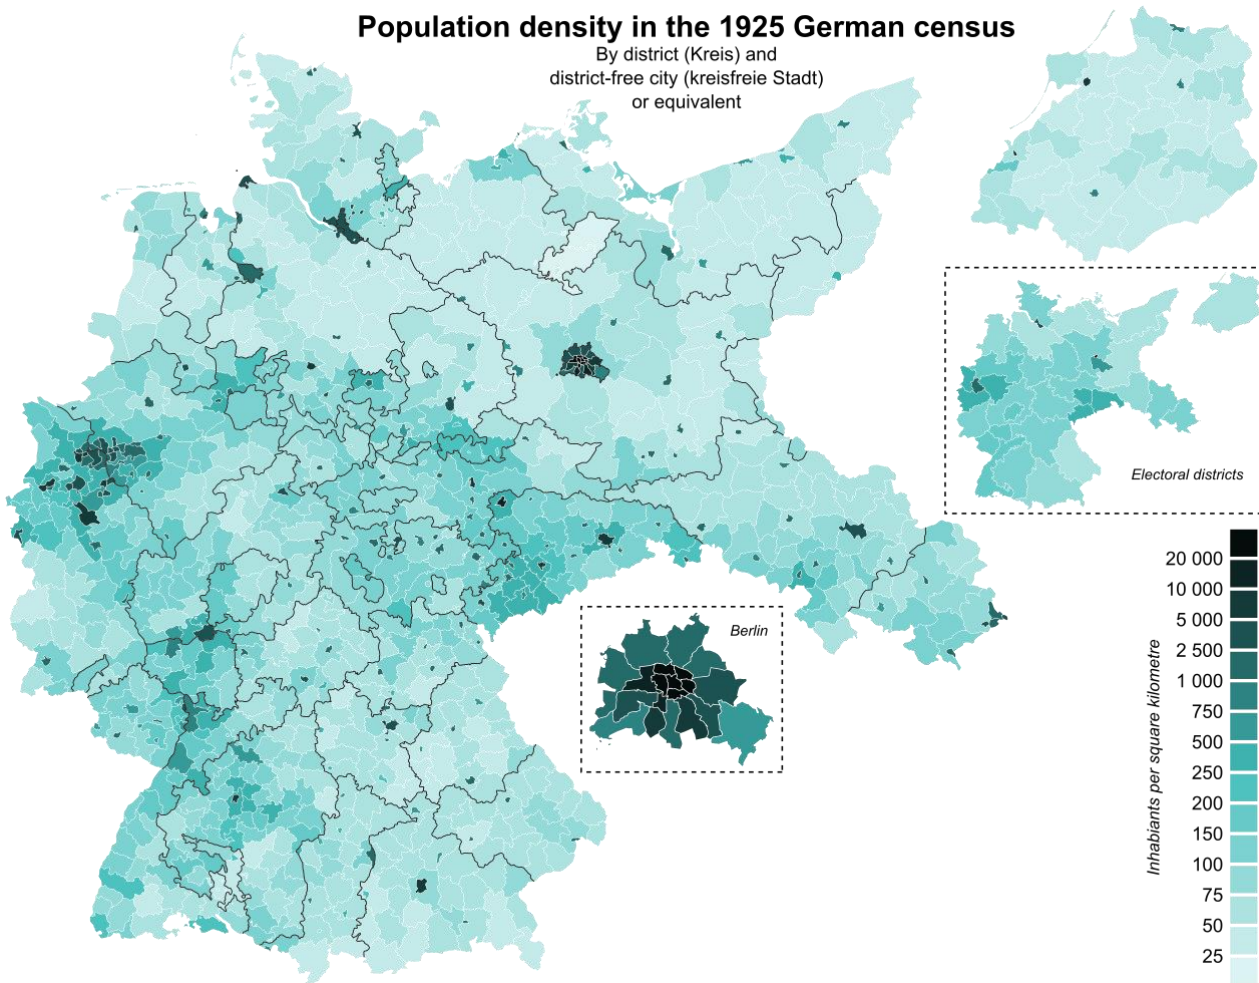 Population density in the 1925 German census
By district (Kreis) and
district-free city (kreisfreie Stadt)
or equivalent
Electoral districts
Berlin
Inhabiants per square kilometre
20 000
10 000
5 000
2 500
1 000
750
500
250
200
150
100
75
50
25